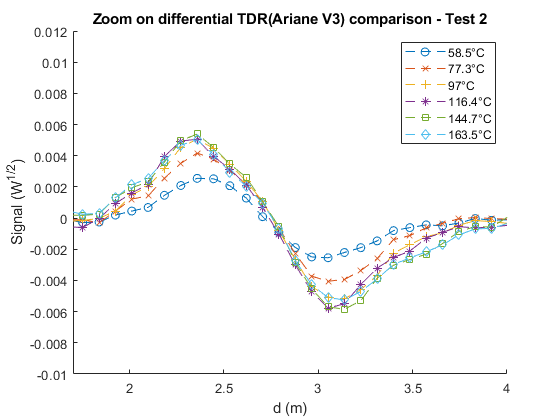 Zoom on differential TDR(Ariane V3) comparison - Test 2
0.012
0.01
0.008
0.006
0.004
0.002
0
-0.002
-0.004
-0.006
-0.008
-0.01
Signal (W^1/2)
2
2.5
3
3.5
4
d (m)
58.5°C
77.3°C
97°C
116.4°C
144.7°C
163.5°C